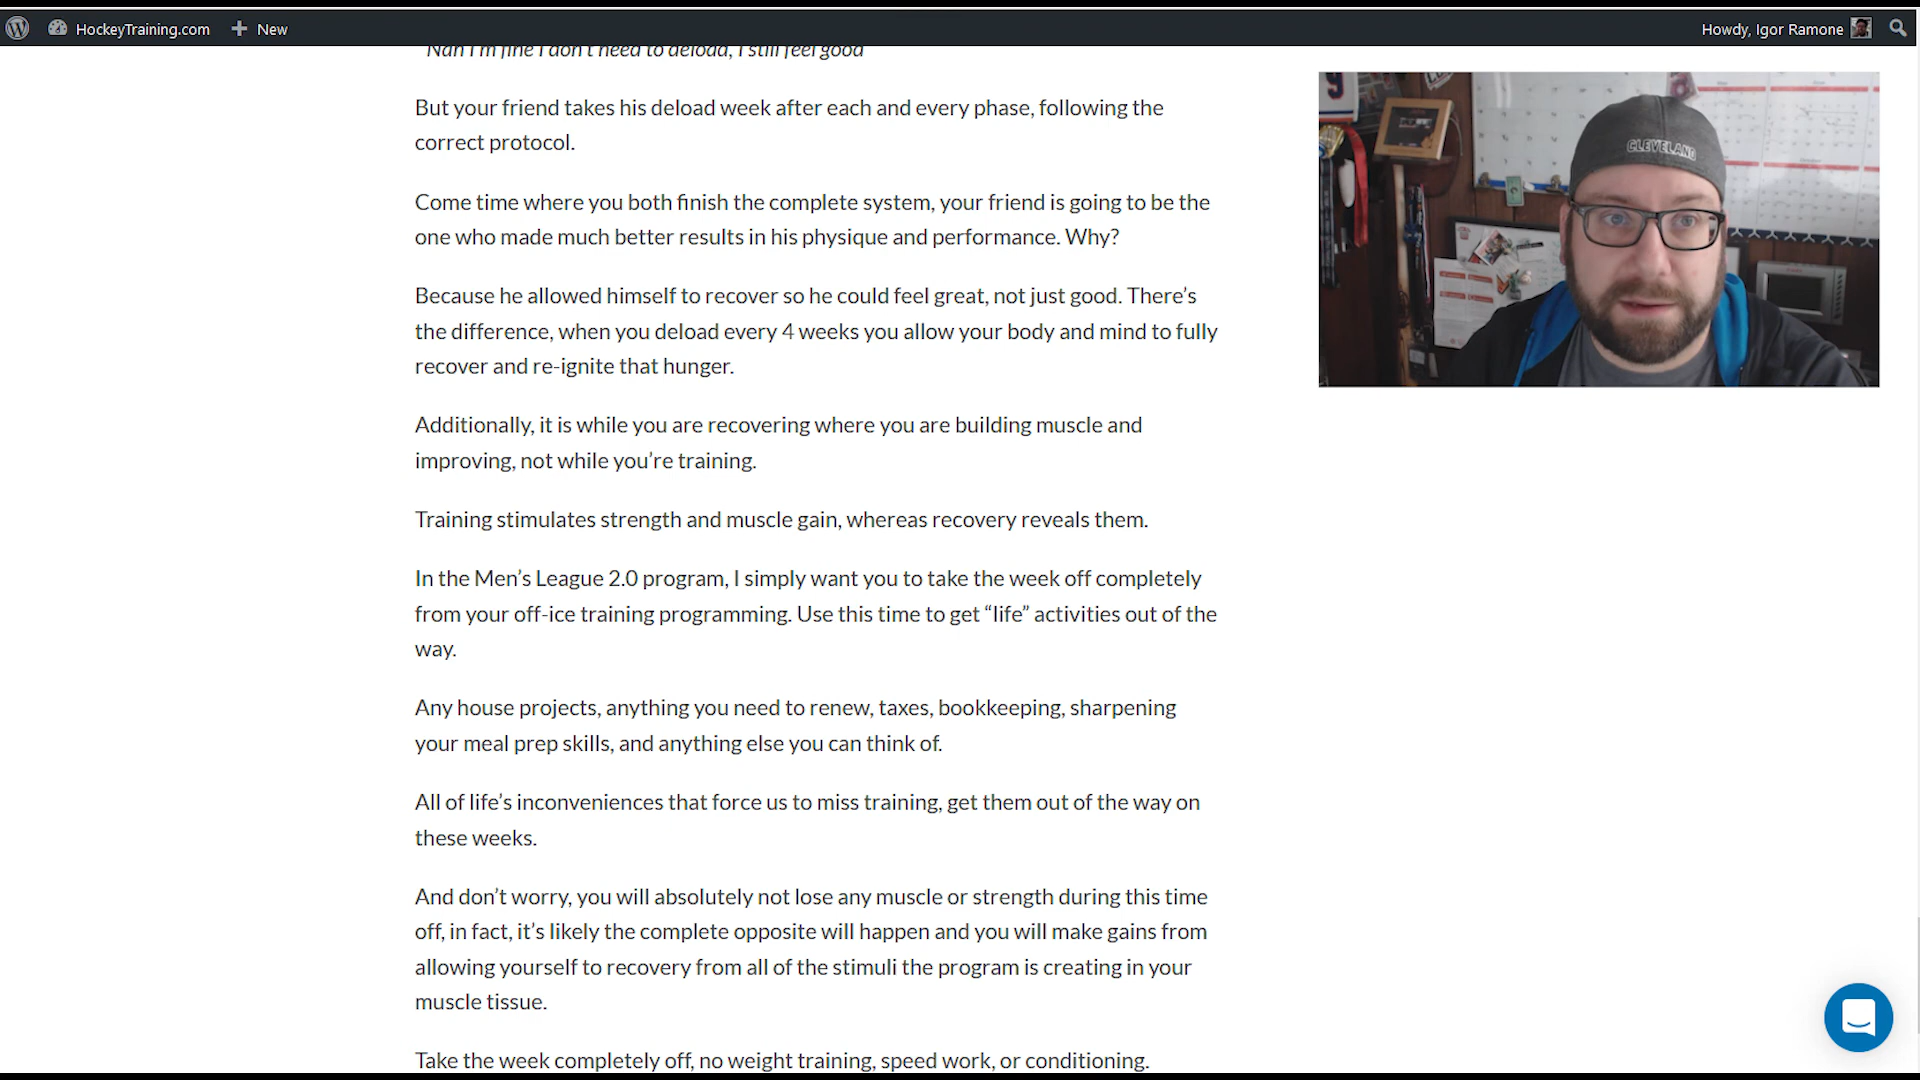 HockeyTraining.com
New
Howdy, Igor Ramone
"Nah I'm fine I don't need to deload, I still feel good"
But your friend takes his deload week after each and every phase, following the
correct protocol.
Come time where you both finish the complete system, your friend is going to be the
one who made much better results in his physique and performance. Why?
Because he allowed himself to recover so he could feel great, not just good. There’s
the difference, when you deload every 4 weeks you allow your body and mind to fully
recover and re-ignite that hunger.
Additionally, it is while you are recovering where you are building muscle and
improving, not while you’re training.
Training stimulates strength and muscle gain, whereas recovery reveals them.
In the Men’s League 2.0 program, I simply want you to take the week off completely
from your off-ice training programming. Use this time to get “life” activities out of the
way.
Any house projects, anything you need to renew, taxes, bookkeeping, sharpening
your meal prep skills, and anything else you can think of.
All of life’s inconveniences that force us to miss training, get them out of the way on
these weeks.
And don’t worry, you will absolutely not lose any muscle or strength during this time
off, in fact, it’s likely the complete opposite will happen and you will make gains from
allowing yourself to recovery from all of the stimuli the program is creating in your
muscle tissue.
Take the week completely off, no weight training, speed work, or conditioning.
CLEVELAND